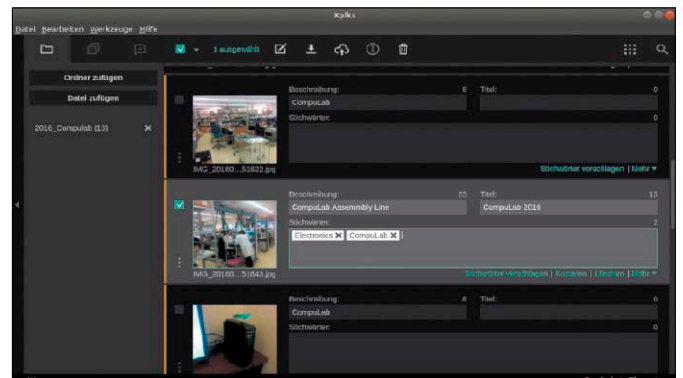 Xpiks
Datei Bearbeiten Werkzeuge Hilfe
1 ausgewählt
Ordner zufügen
Datei zufügen
2016_Compulab (13)
Beschreibung: 8 Titel: 0
CompuLab
Stichwörter: 0
IMG_20160...51622.jpg
Stichwörter vorschlagen | Mehr
Beschreibung: 23 Titel: 13
CompuLab Assemmbly Line CompuLab 2016
Stichwörter: 2
Electronics CompuLab
IMG_20160...51643.jpg
Stichwörter vorschlagen | Kopieren | Löschen | Mehr
Beschreibung: 8 Titel: 0
CompuLab
Stichwörter: 0